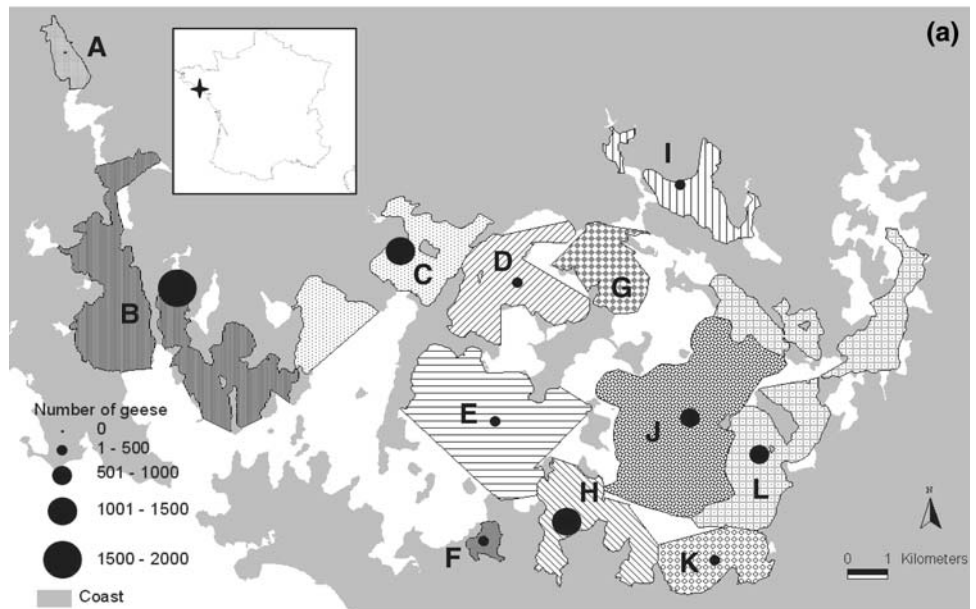 (a)
A
I
C
D
G
B
E
J
L
H
F
K
Number of geese
0
1 - 500
501 - 1000
1001 - 1500
1500 - 2000
Coast
N
0 1 Kilometers